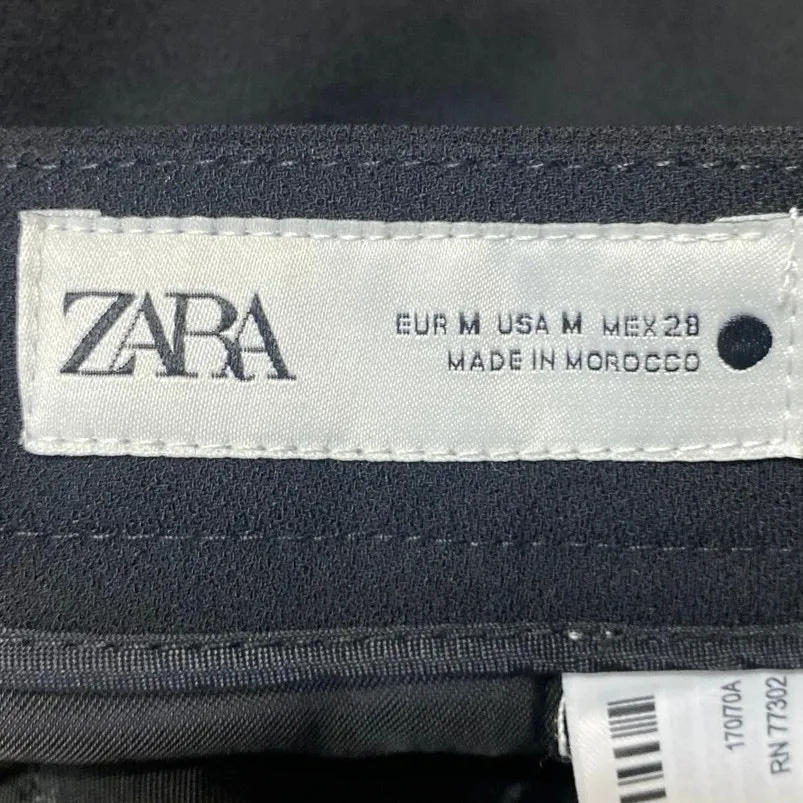 ZARA
EUR M USA M MEX 28
MADE IN MOROCCO
170/70A
RN 77302